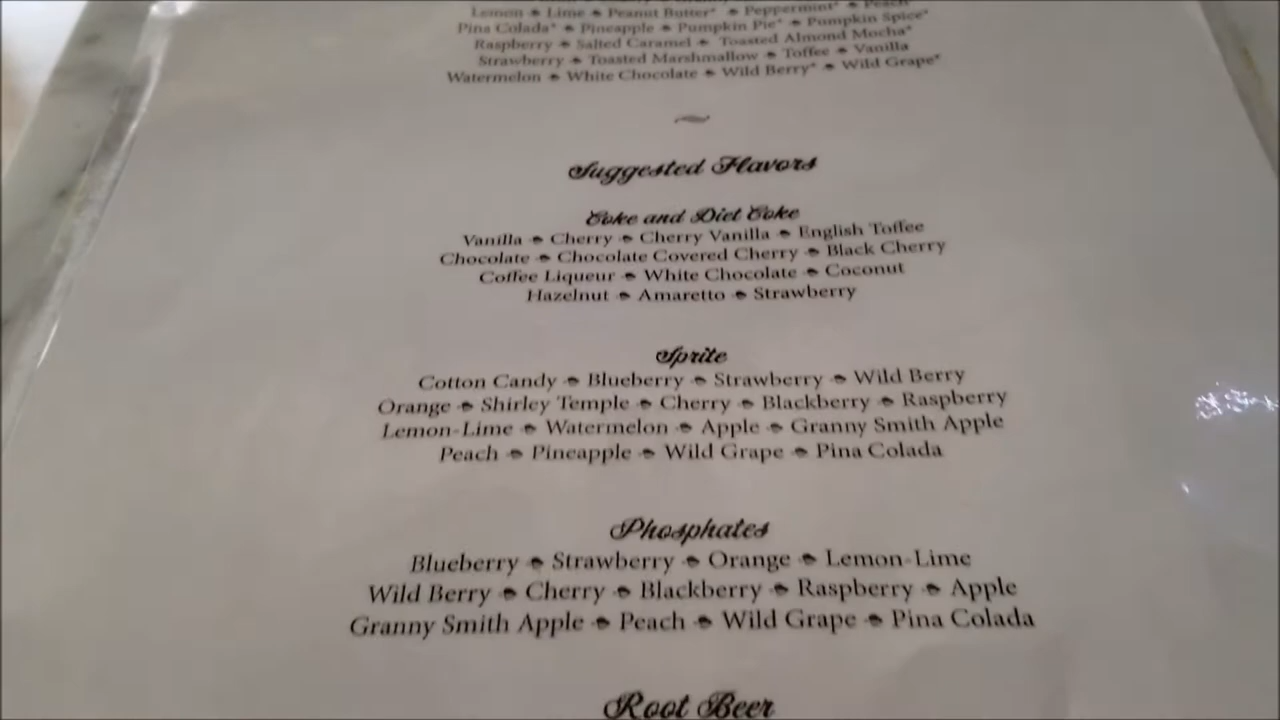 Lemon Lime Peanut Butter* Peppermint* Peach*
Pina Colada* Pineapple Pumpkin Pie* Pumpkin Spice*
Raspberry Salted Caramel Toasted Almond Mocha*
Strawberry Toasted Marshmallow Toffee Vanilla
Watermelon White Chocolate Wild Berry* Wild Grape*
Suggested Flavors
Coke and Diet Coke
Vanilla Cherry Cherry Vanilla English Toffee
Chocolate Chocolate Covered Cherry Black Cherry
Coffee Liqueur White Chocolate Coconut
Hazelnut Amaretto Strawberry
Sprite
Cotton Candy Blueberry Strawberry Wild Berry
Orange Shirley Temple Cherry Blackberry Raspberry
Lemon-Lime Watermelon Apple Granny Smith Apple
Peach Pineapple Wild Grape Pina Colada
Phosphates
Blueberry Strawberry Orange Lemon-Lime
Wild Berry Cherry Blackberry Raspberry Apple
Granny Smith Apple Peach Wild Grape Pina Colada
Root Beer